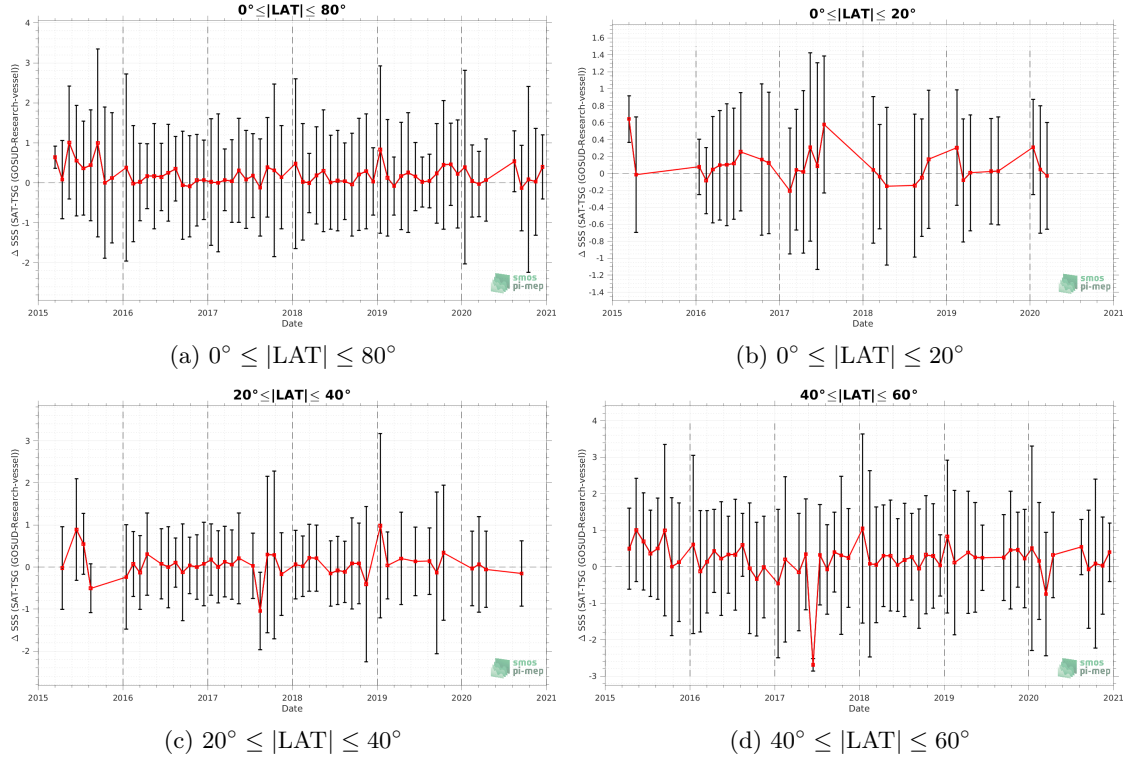 0°≤|LAT|≤ 80°
Δ SSS (SAT-TSG (GOSUD-Research-vessel))
4
3
2
1
0
-1
-2
2015 2016 2017 2018 2019 2020 2021
Date
smos
pi-mep
(a) 0° ≤ |LAT| ≤ 80°
0°≤|LAT|≤ 20°
Δ SSS (SAT-TSG (GOSUD-Research-vessel))
1.6
1.4
1.2
1
0.8
0.6
0.4
0.2
0
-0.2
-0.4
-0.6
-0.8
-1
-1.2
-1.4
2015 2016 2017 2018 2019 2020 2021
Date
smos
pi-mep
(b) 0° ≤ |LAT| ≤ 20°
20°≤|LAT|≤ 40°
Δ SSS (SAT-TSG (GOSUD-Research-vessel))
3
2
1
0
-1
-2
2015 2016 2017 2018 2019 2020 2021
Date
smos
pi-mep
(c) 20° ≤ |LAT| ≤ 40°
40°≤|LAT|≤ 60°
Δ SSS (SAT-TSG (GOSUD-Research-vessel))
4
3
2
1
0
-1
-2
-3
2015 2016 2017 2018 2019 2020 2021
Date
smos
pi-mep
(d) 40° ≤ |LAT| ≤ 60°